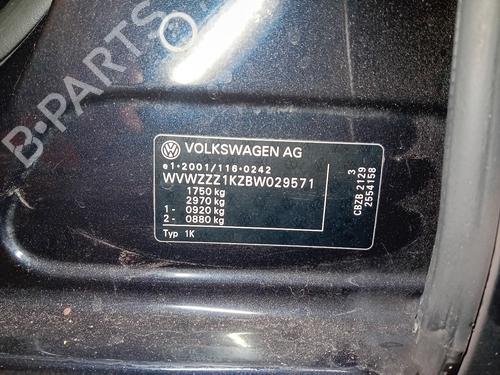 B-PARTS
VOLKSWAGEN AG
e1*2001/116*0242
WVWZZZ1KZBW029571
1750 kg
2970 kg
1- 0920 kg
2- 0880 kg
Typ 1K
3
CBZB 2129
2554158